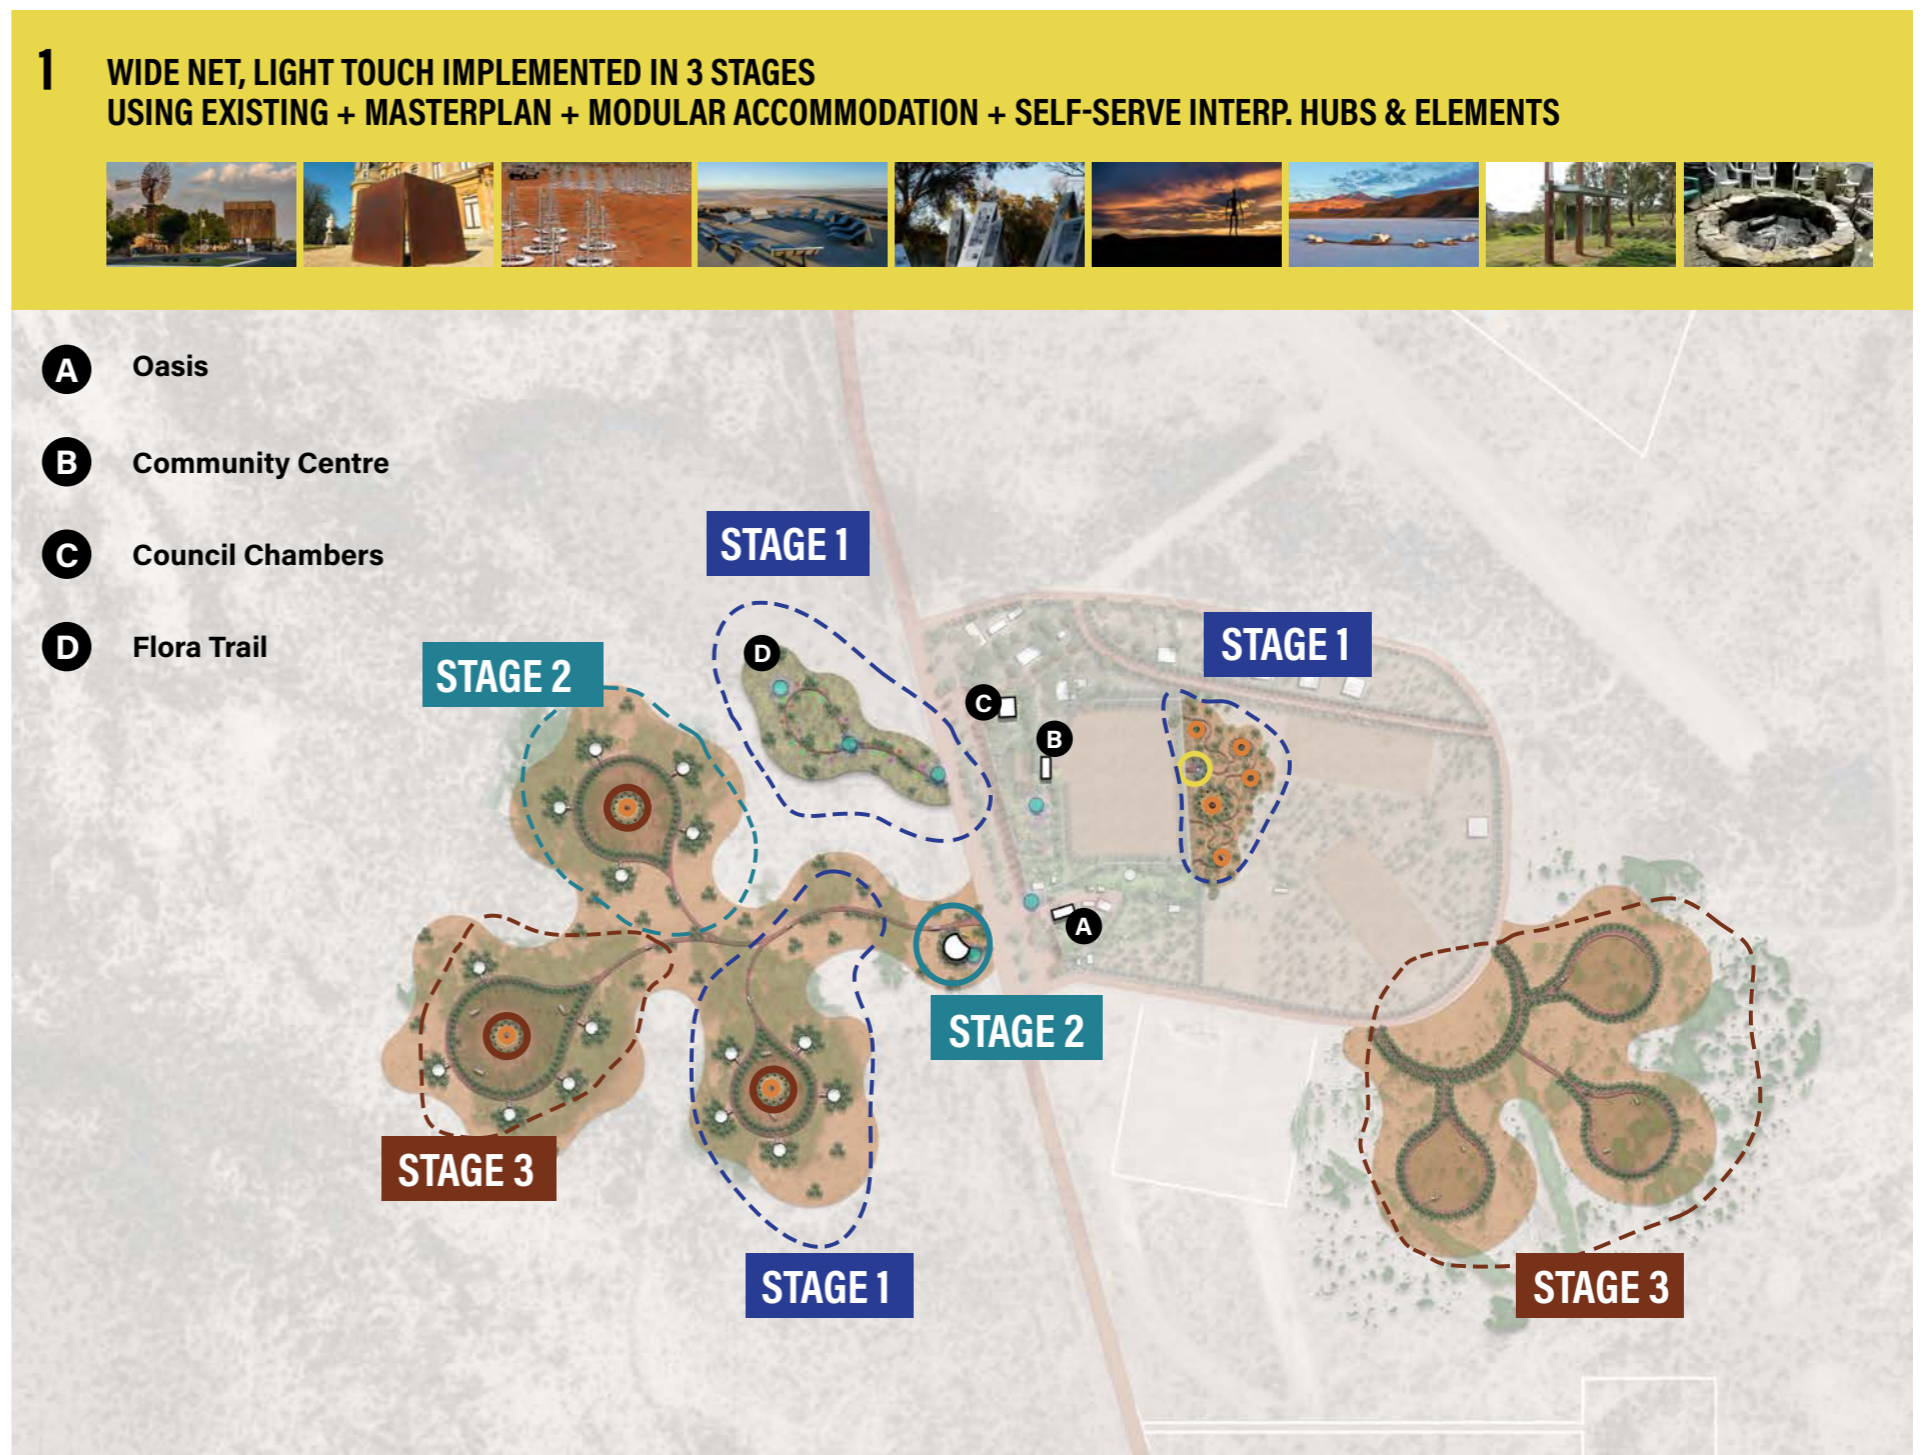 1
WIDE NET, LIGHT TOUCH IMPLEMENTED IN 3 STAGES
USING EXISTING + MASTERPLAN + MODULAR ACCOMMODATION + SELF-SERVE INTERP. HUBS & ELEMENTS
A Oasis
B Community Centre
C Council Chambers
D Flora Trail
STAGE 1
STAGE 1
STAGE 2
D
C
B
A
STAGE 2
STAGE 3
STAGE 1
STAGE 3